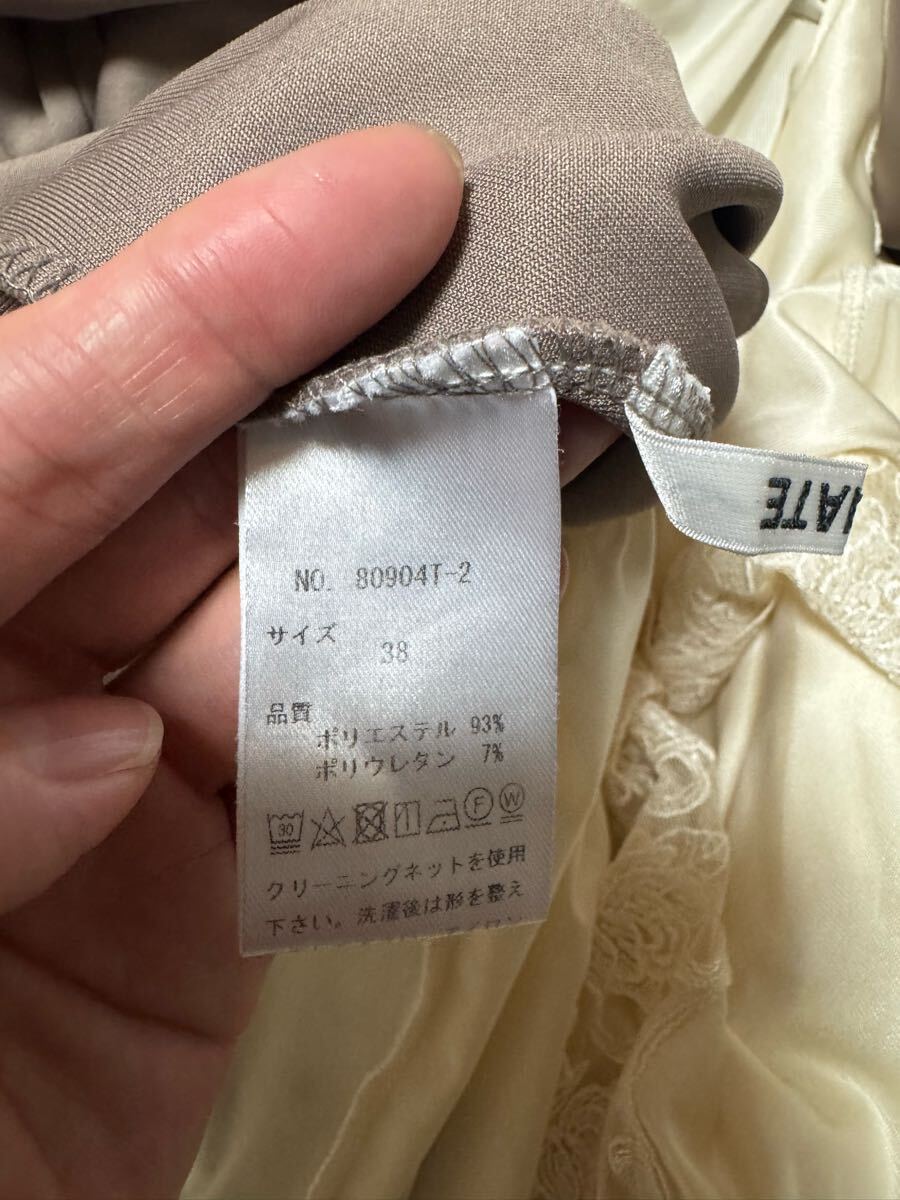 NO. 80904T-2
サイズ
38
品質
ポリエステル 93%
ポリウレタン 7%
30
F W
クリーニングネットを使用
下さい。洗濯後は形を整え